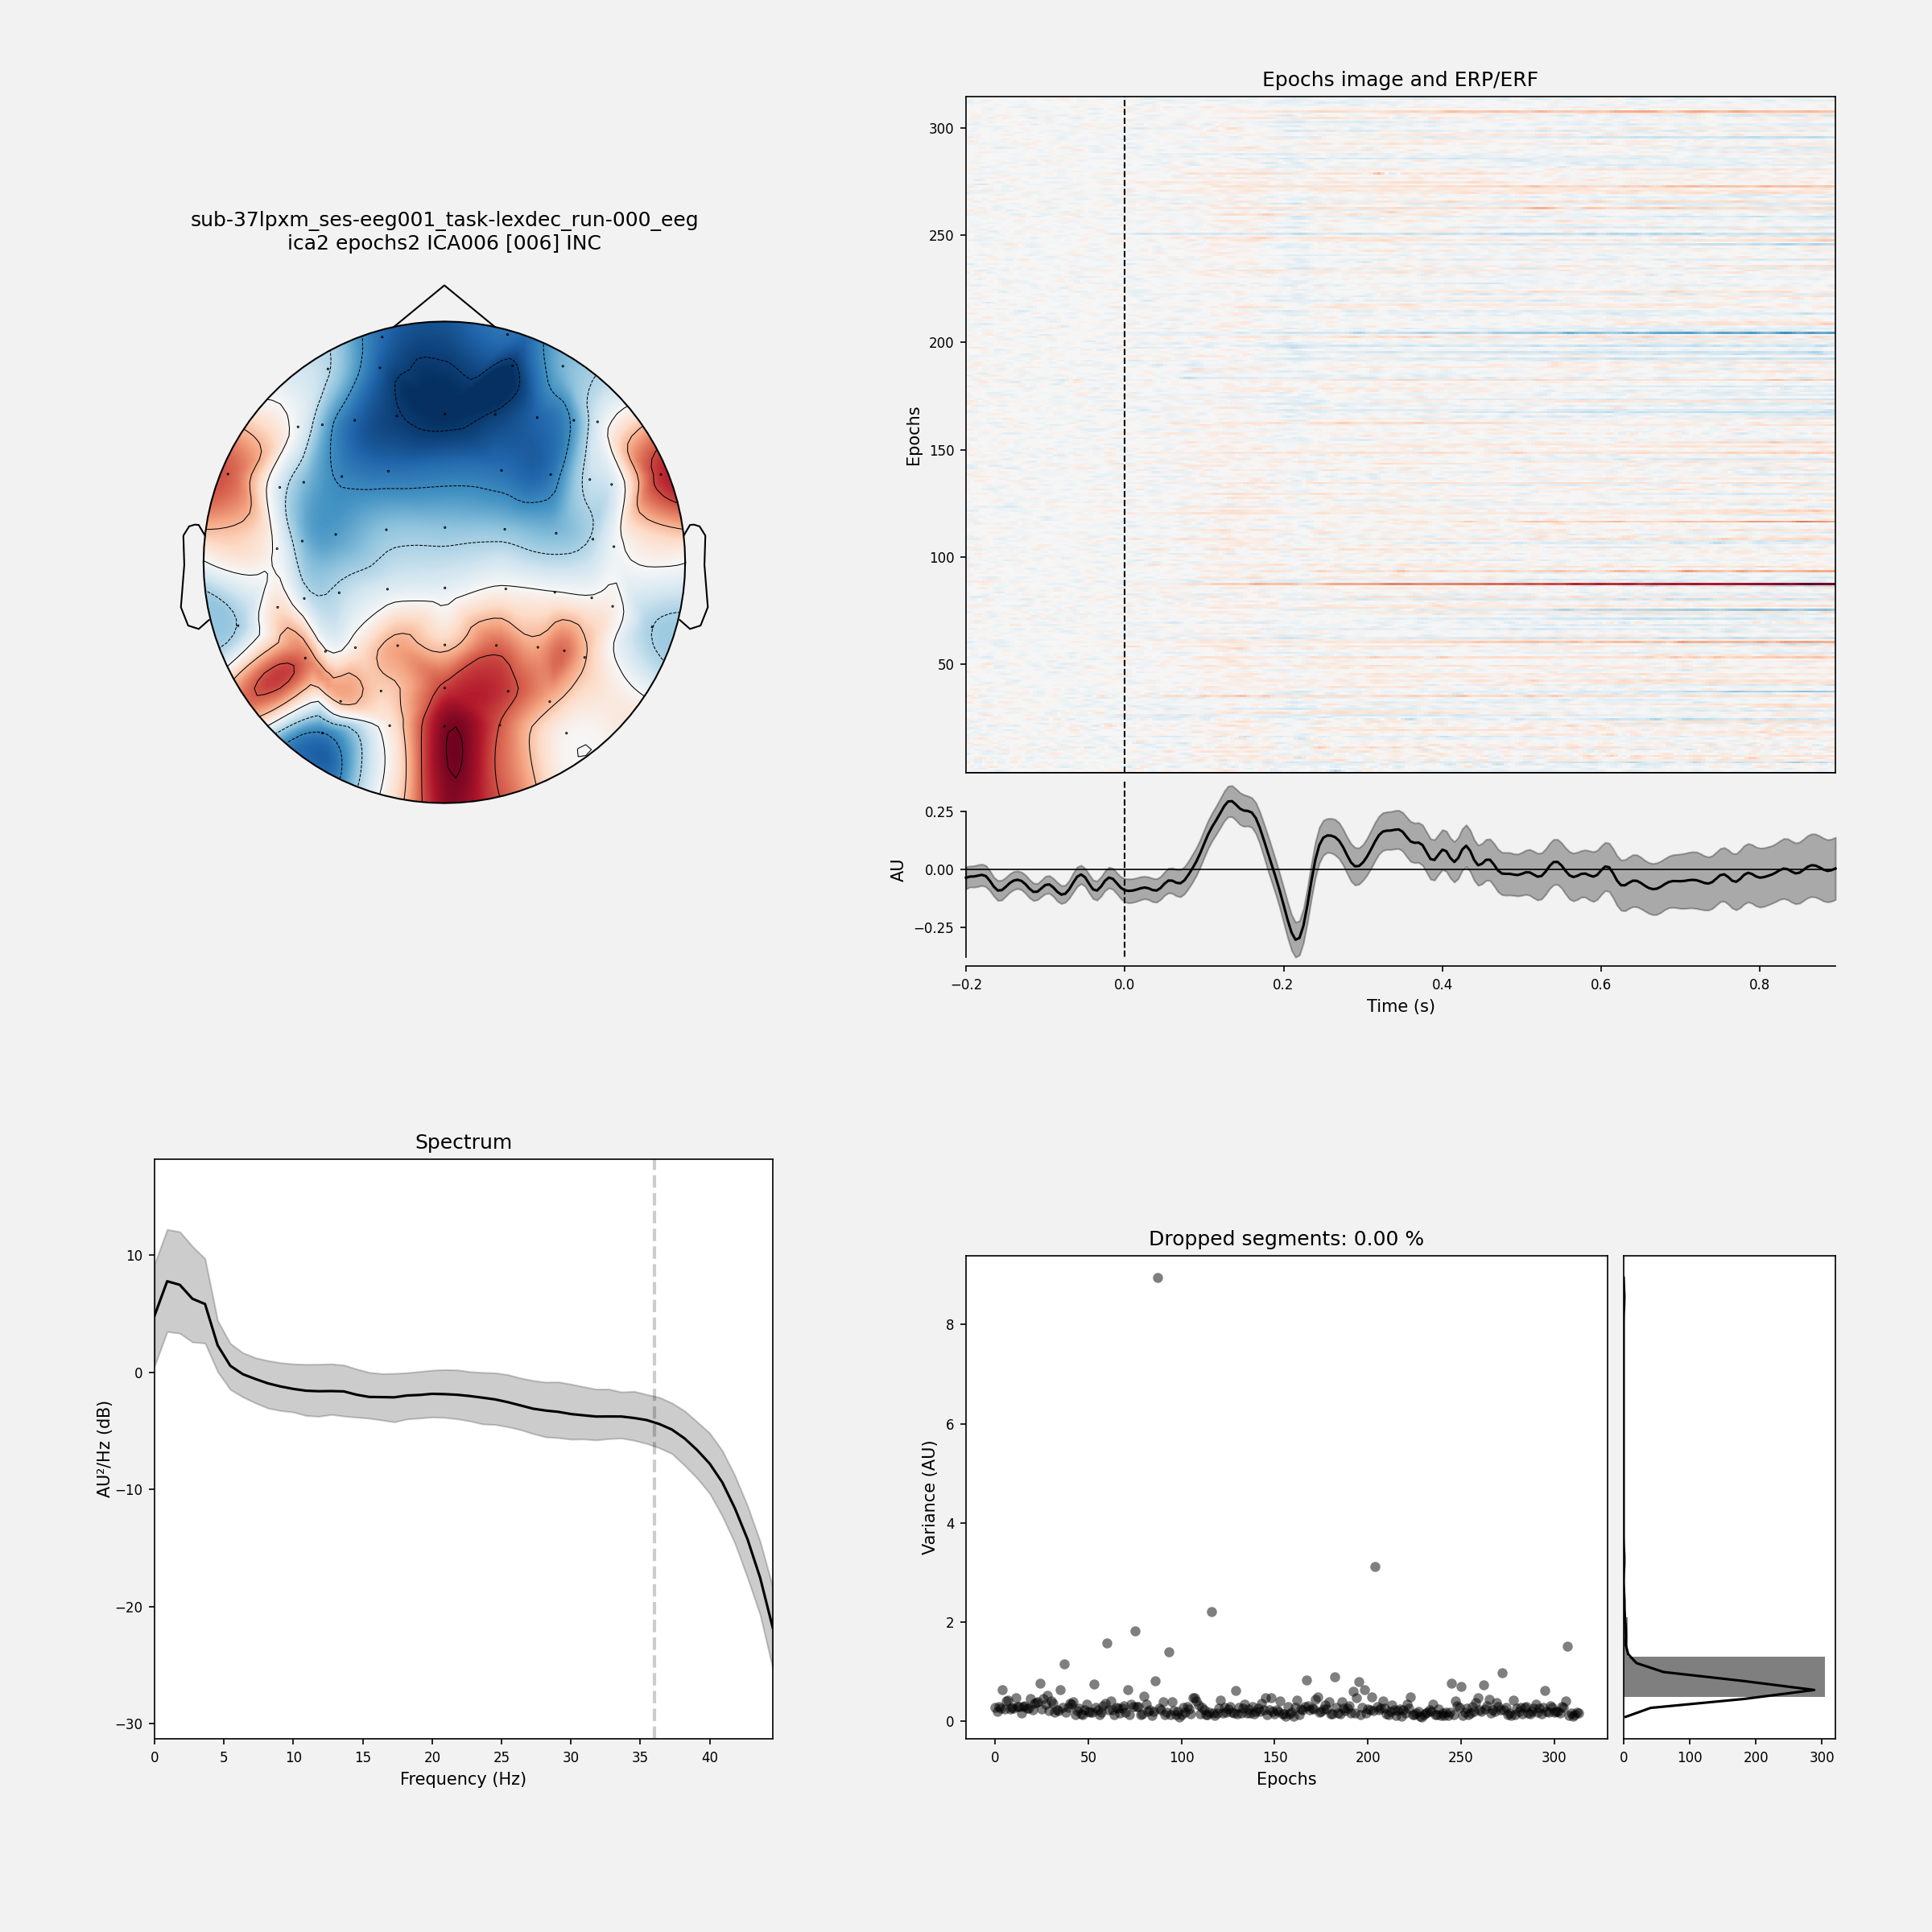 sub-37lpxm_ses-eeg001_task-lexdec_run-000_eeg
ica2 epochs2 ICA006 [006] INC
Epochs image and ERP/ERF
300
250
200
150
100
50
Epochs
0.25
0.00
−0.25
AU
−0.2 0.0 0.2 0.4 0.6 0.8
Time (s)
Spectrum
10
0
−10
−20
−30
AU²/Hz (dB)
0 5 10 15 20 25 30 35 40
Frequency (Hz)
Dropped segments: 0.00 %
8
6
4
2
0
Variance (AU)
0 50 100 150 200 250 300
Epochs
0 100 200 300